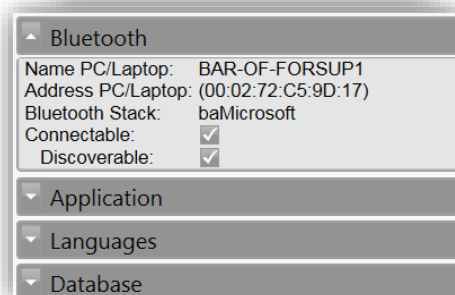 Bluetooth
Name PC/Laptop: BAR-OF-FORSUP1
Address PC/Laptop: (00:02:72:C5:9D:17)
Bluetooth Stack: baMicrosoft
Connectable:
Discoverable:
Application
Languages
Database